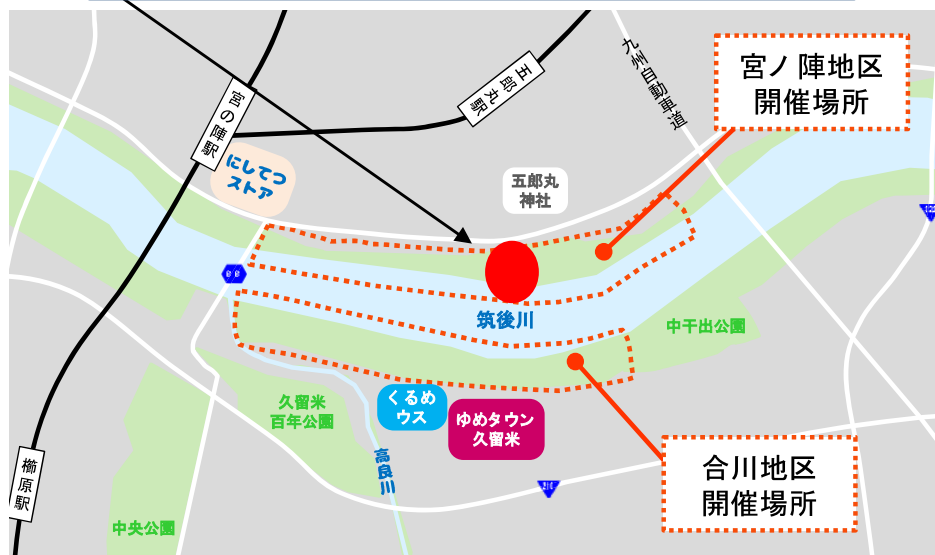 九州自動車道
宮ノ陣地区
開催場所
五郎丸駅
宮の陣駅
にしてつ
ストア
五郎丸
神社
筑後川
中干出公園
くるめ
ウス
ゆめタウン
久留米
久留米
百年公園
高良川
合川地区
開催場所
櫛原駅
中央公園